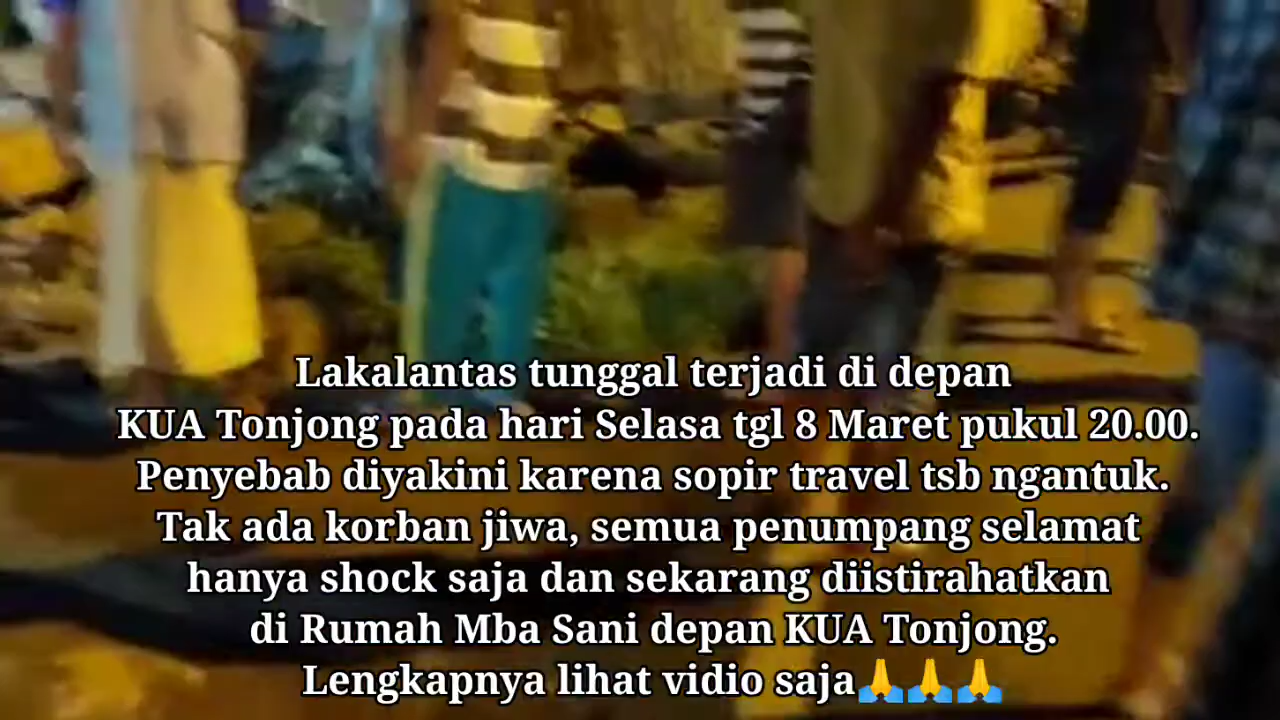 Lakalantas tunggal terjadi di depan
KUA Tonjong pada hari Selasa tgl 8 Maret pukul 20.00.
Penyebab diyakini karena sopir travel tsb ngantuk.
Tak ada korban jiwa, semua penumpang selamat
hanya shock saja dan sekarang diistirahatkan
di Rumah Mba Sani depan KUA Tonjong.
Lengkapnya lihat vidio saja🙏🙏🙏